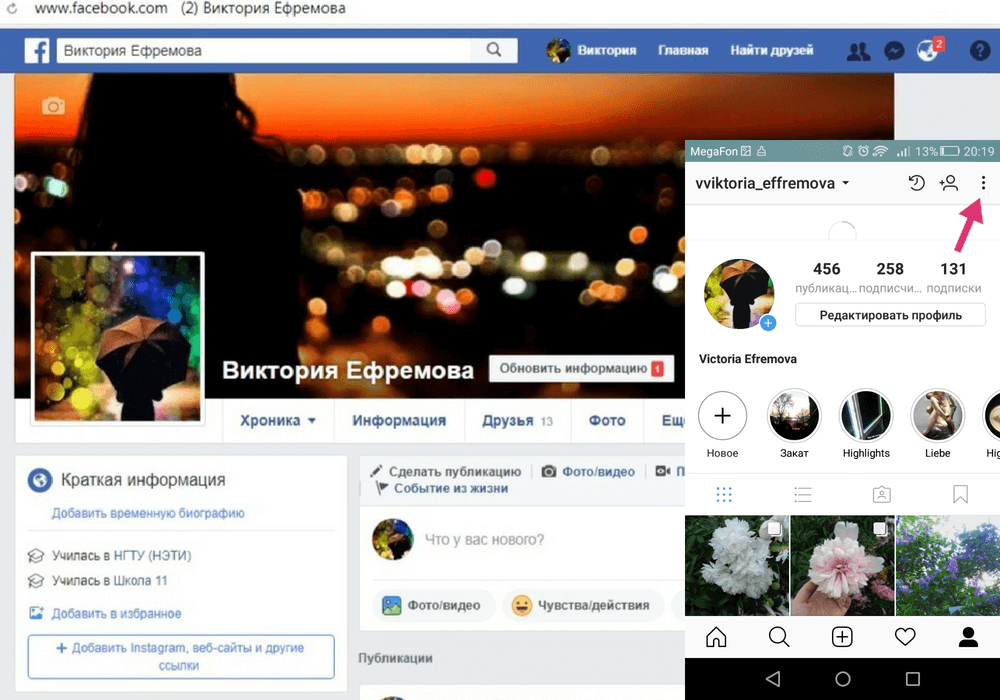 www.facebook.com (2) Виктория Ефремова
f Виктория Ефремова Виктория Главная Найти друзей 2 ?
Виктория Ефремова Обновить информацию 1
Хроника Информация Друзья 13 Фото Ещ
Краткая информация
Добавить временную биографию
Училась в НГТУ (НЭТИ)
Училась в Школа 11
Добавить в избранное
+ Добавить Instagram, веб-сайты и другие
ссылки
Сделать публикацию Фото/видео П
Событие из жизни
Что у вас нового?
Фото/видео Чувства/действия
Публикации
MegaFon 13% 20:19
vviktoria_effremova
456 258 131
публикац... подписчи... подписки
Редактировать профиль
Victoria Efremova
Новое Закат Highlights Liebe Hig